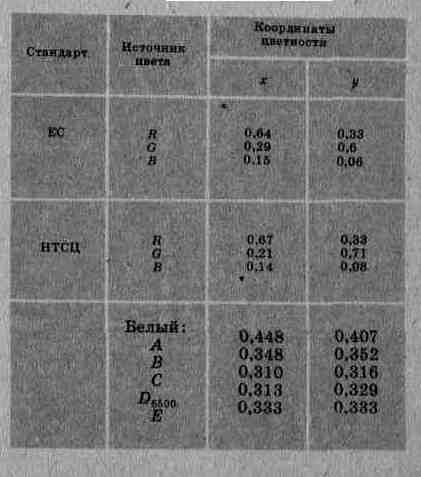 Стандарт Источник цвета Координаты цветности
x y
ЕС R 0,64 0,33
G 0,29 0,6
B 0,15 0,06
НТСЦ R 0,67 0,33
G 0,21 0,71
B 0,14 0,08
Белый:
A 0,448 0,407
B 0,348 0,352
C 0,310 0,316
D6500 0,313 0,329
E 0,333 0,333